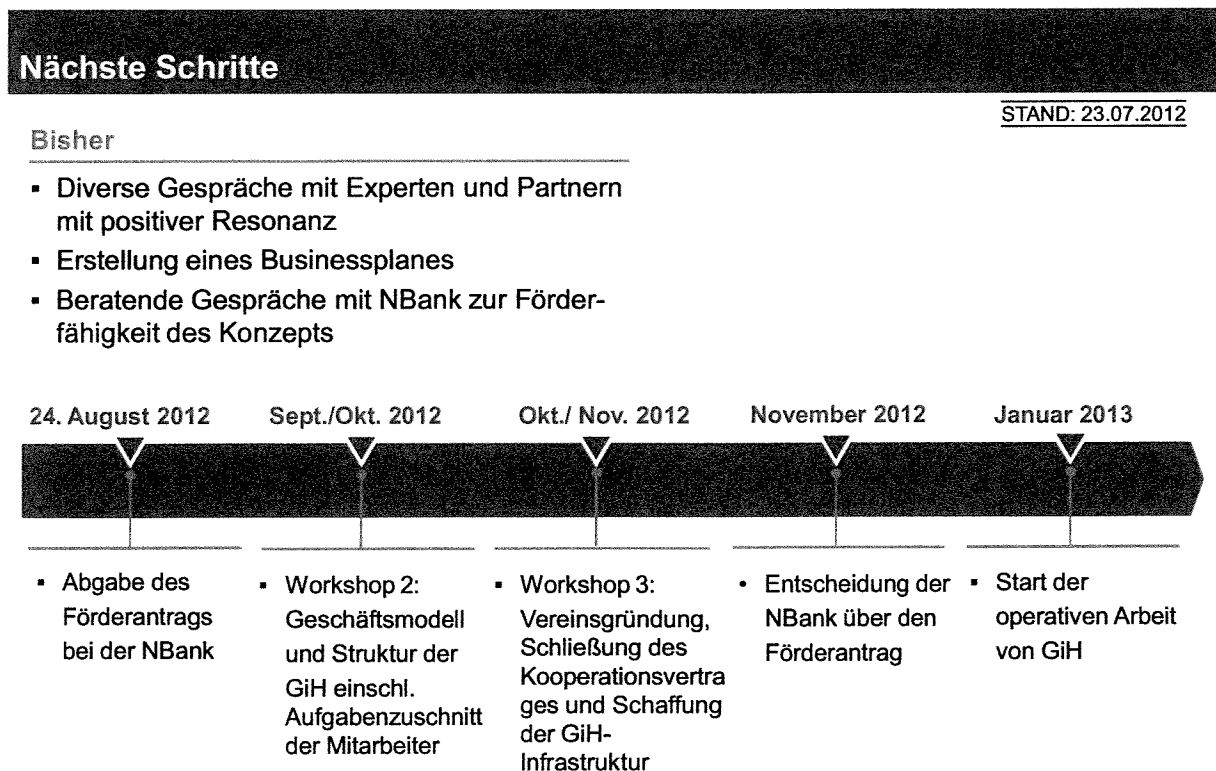 Nächste Schritte
STAND: 23.07.2012
Bisher
▪ Diverse Gespräche mit Experten und Partnern
mit positiver Resonanz
▪ Erstellung eines Businessplanes
▪ Beratende Gespräche mit NBank zur Förder-
fähigkeit des Konzepts
24. August 2012
Sept./Okt. 2012
Okt./ Nov. 2012
November 2012
Januar 2013
▪ Abgabe des
Förderantrags
bei der NBank
▪ Workshop 2:
Geschäftsmodell
und Struktur der
GiH einschl.
Aufgabenzuschnitt
der Mitarbeiter
▪ Workshop 3:
Vereinsgründung,
Schließung des
Kooperationsvertra
ges und Schaffung
der GiH-
Infrastruktur
• Entscheidung der
NBank über den
Förderantrag
▪ Start der
operativen Arbeit
von GiH